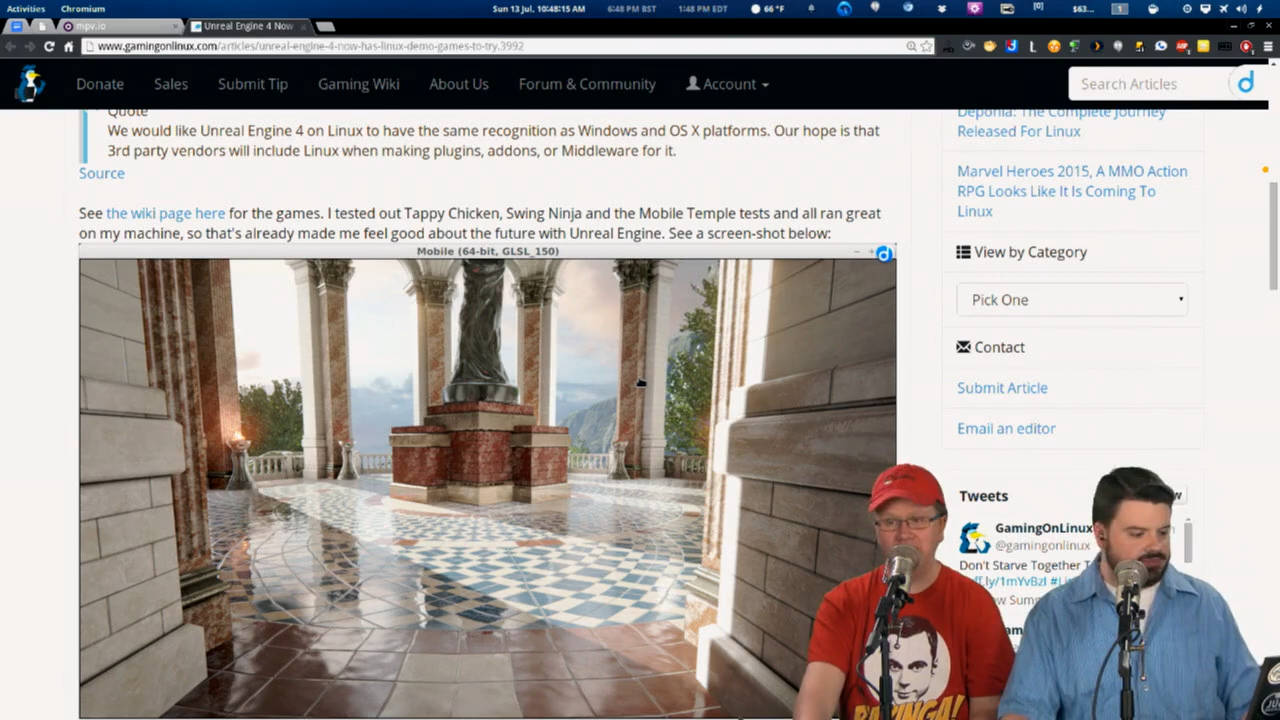 Activities
Chromium
Sun 13 Jul, 10:48:15 AM
6:48 PM BST
1:48 PM EDT
66 °F
$63...
1
mpv.io
Unreal Engine 4 Now
www.gamingonlinux.com/articles/unreal-engine-4-now-has-linux-demo-games-to-try.3992
Donate
Sales
Submit Tip
Gaming Wiki
About Us
Forum & Community
Account
Search Articles
Quote
We would like Unreal Engine 4 on Linux to have the same recognition as Windows and OS X platforms. Our hope is that
3rd party vendors will include Linux when making plugins, addons, or Middleware for it.
Source
See the wiki page here for the games. I tested out Tappy Chicken, Swing Ninja and the Mobile Temple tests and all ran great
on my machine, so that's already made me feel good about the future with Unreal Engine. See a screen-shot below:
Mobile (64-bit, GLSL_150)
Deponia: The Complete Journey
Released For Linux
Marvel Heroes 2015, A MMO Action
RPG Looks Like It Is Coming To
Linux
View by Category
Pick One
Contact
Submit Article
Email an editor
Tweets
GamingOnLinux
@gamingonlinux
Don't Starve Together
BAZINGA!